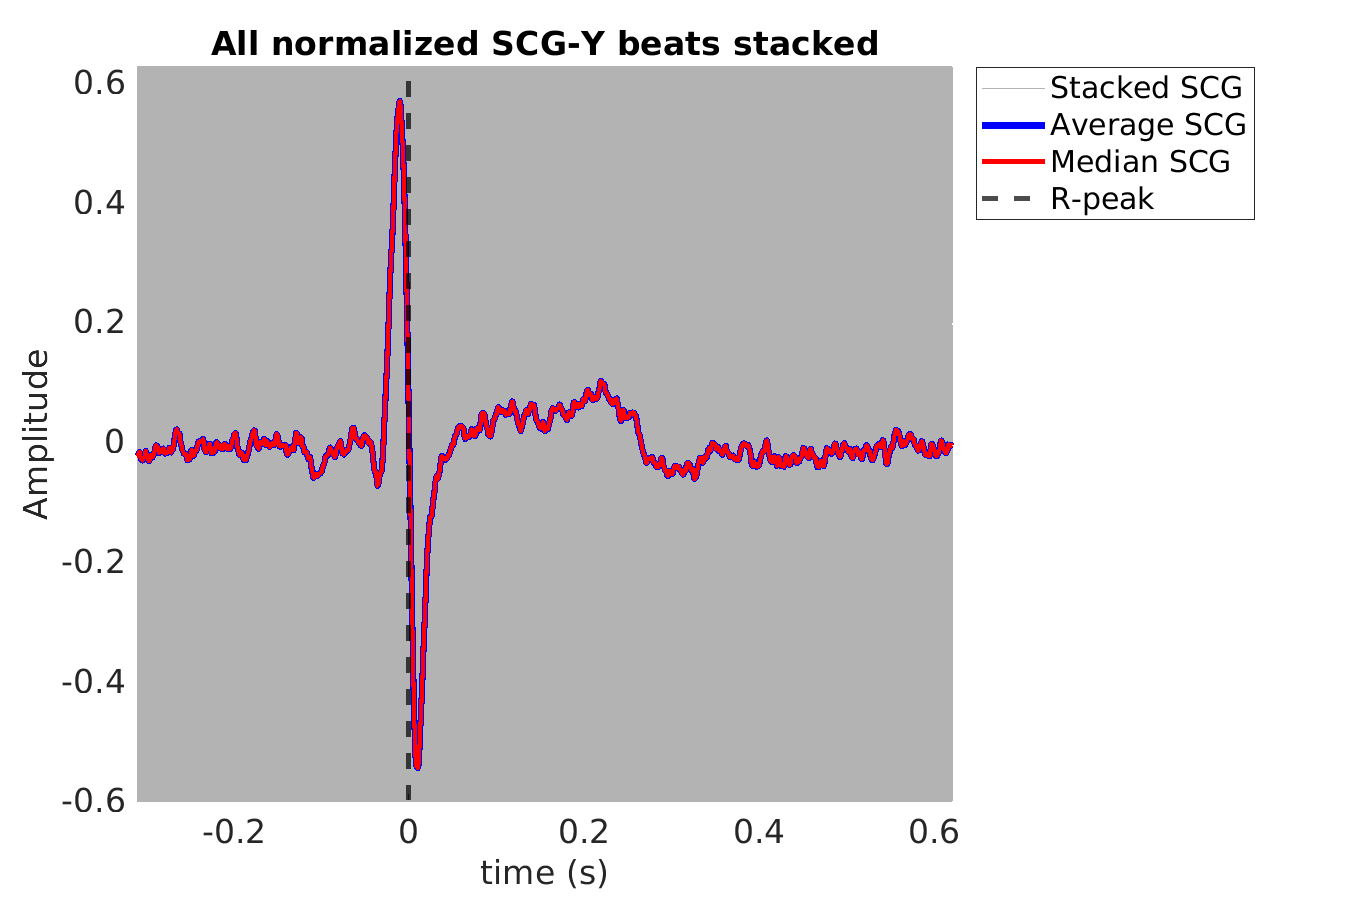 All normalized SCG-Y beats stacked
Stacked SCG
Average SCG
Median SCG
R-peak
Amplitude
0.6
0.4
0.2
0
-0.2
-0.4
-0.6
-0.2 0 0.2 0.4 0.6
time (s)